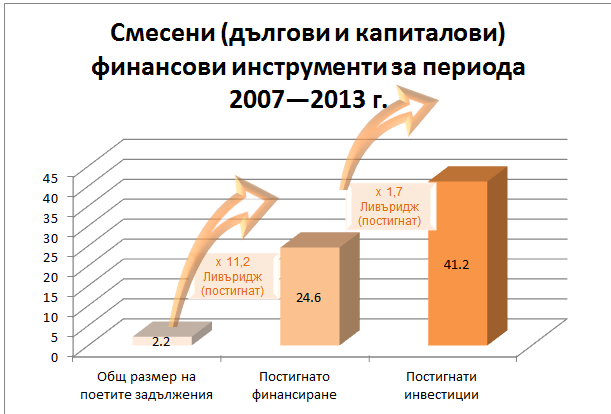 Смесени (дългови и капиталови)
финансови инструменти за периода
2007—2013 г.
45
40
35
30
25
20
15
10
5
0
x 11,2
Ливъридж
(постигнат)
x 1,7
Ливъридж
(постигнат)
2.2
24.6
41.2
Общ размер на
поетите задължения
Постигнато
финансиране
Постигнати
инвестиции